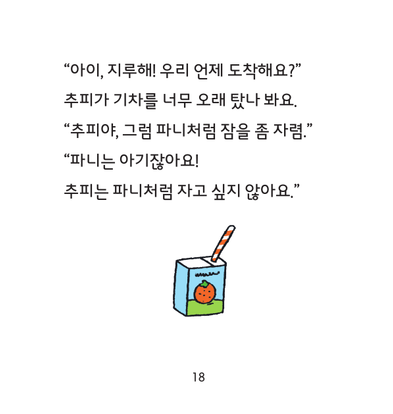 “아이, 지루해! 우리 언제 도착해요?”
추피가 기차를 너무 오래 탔나 봐요.
“추피야, 그럼 파니처럼 잠을 좀 자렴.”
“파니는 아기잖아요!
추피는 파니처럼 자고 싶지 않아요.”
18